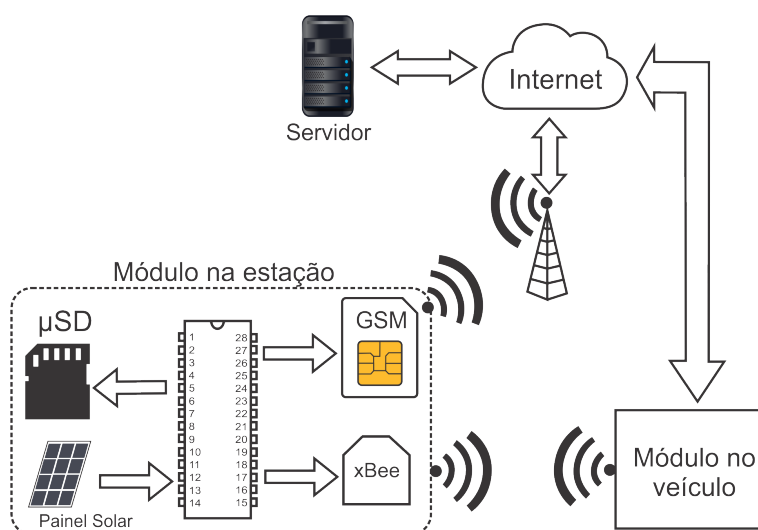 Servidor
Internet
Módulo na estação
µSD
GSM
1 28
2 27
3 26
4 25
5 24
6 23
7 22
8 21
9 20
10 19
11 18
12 17
13 16
14 15
xBee
Painel Solar
Módulo no
veículo